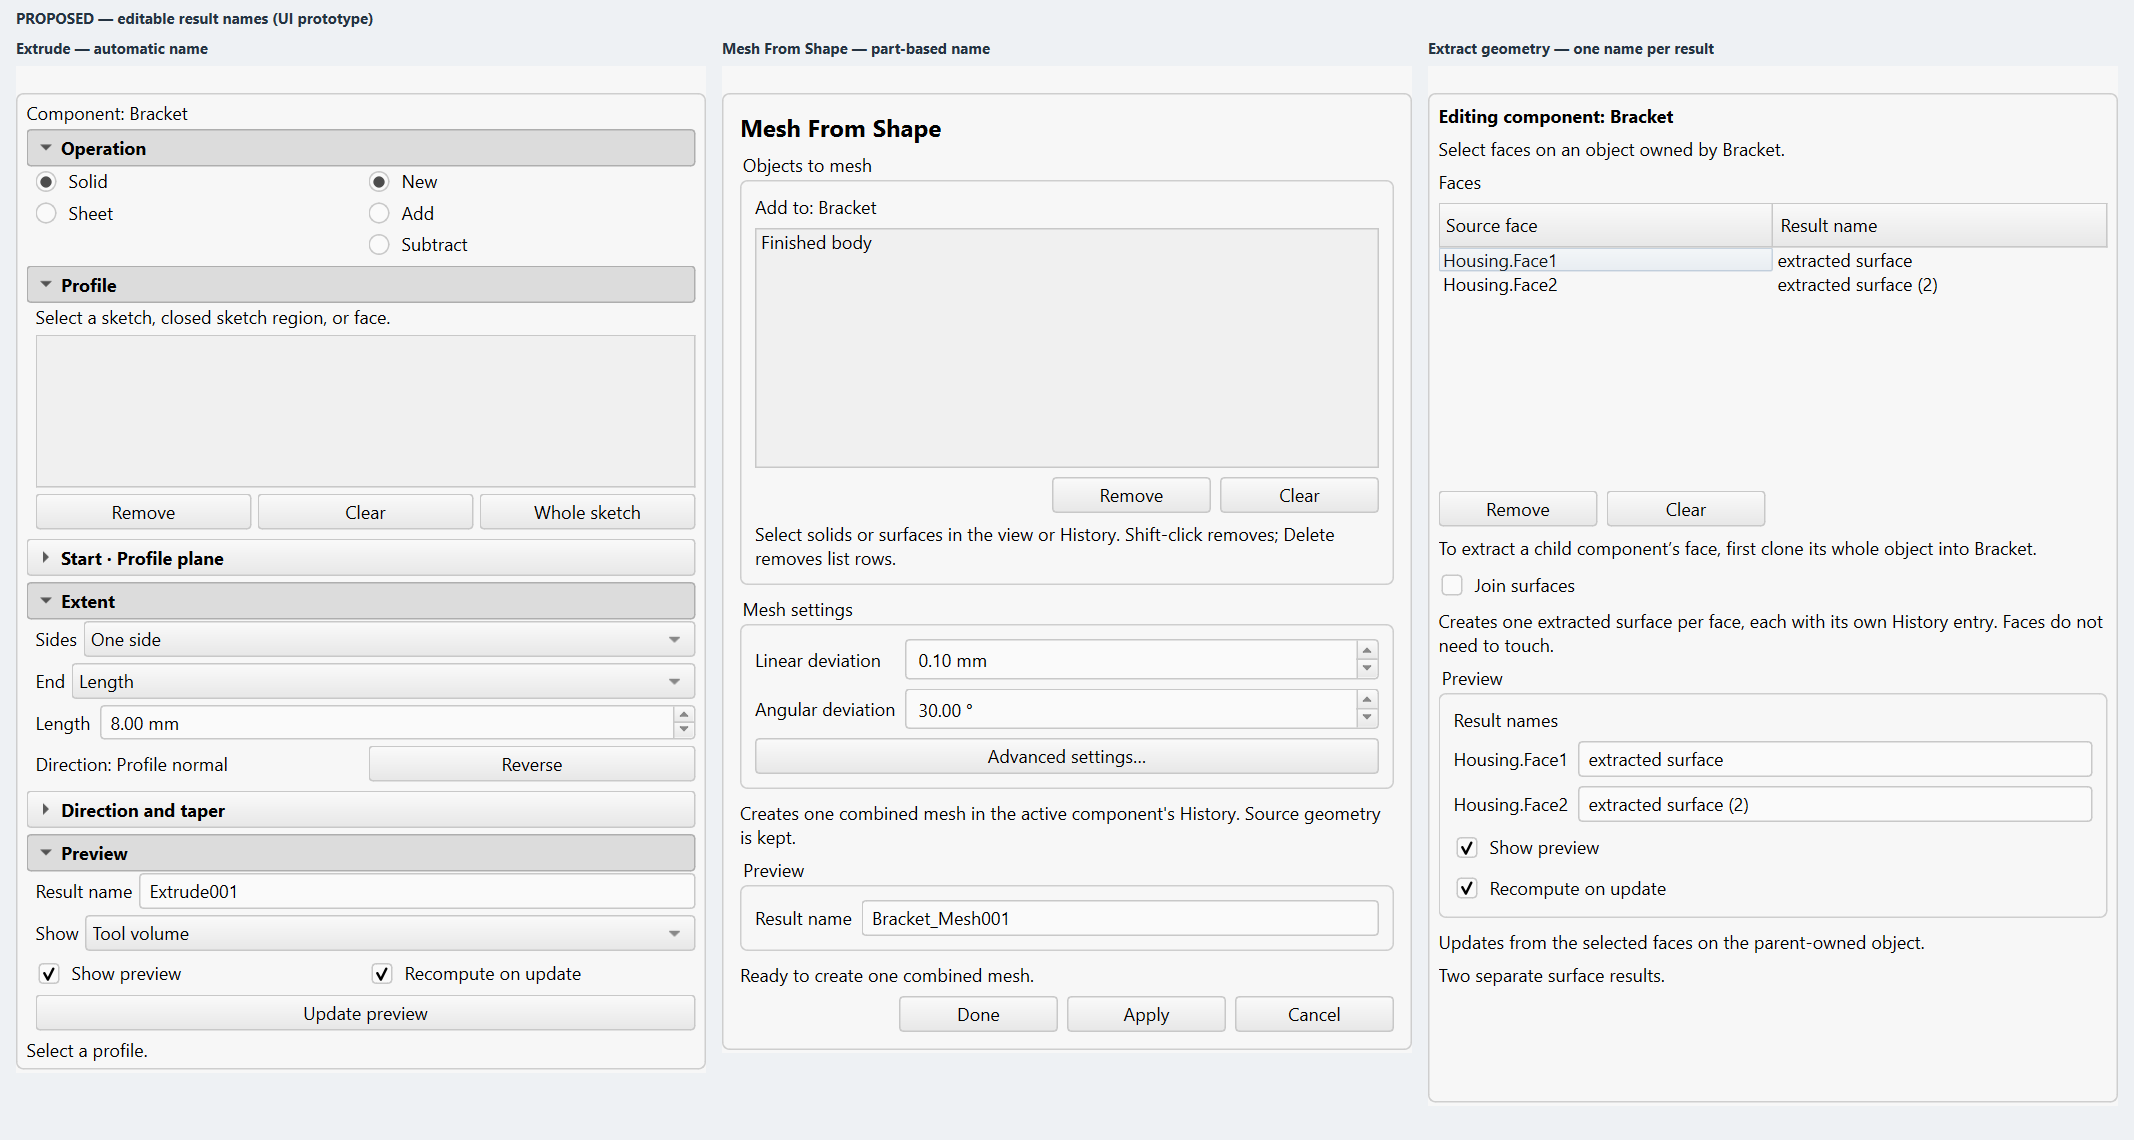 PROPOSED — editable result names (UI prototype)
Extrude — automatic name
Component: Bracket
Operation
Solid
New
Sheet
Add
Subtract
Profile
Select a sketch, closed sketch region, or face.
Remove
Clear
Whole sketch
Start · Profile plane
Extent
Sides One side
End Length
Length 8.00 mm
Direction: Profile normal
Reverse
Direction and taper
Preview
Result name Extrude001
Show Tool volume
Show preview
Recompute on update
Update preview
Select a profile.
Mesh From Shape — part-based name
Mesh From Shape
Objects to mesh
Add to: Bracket
Finished body
Remove
Clear
Select solids or surfaces in the view or History. Shift-click removes; Delete
removes list rows.
Mesh settings
Linear deviation 0.10 mm
Angular deviation 30.00 °
Advanced settings...
Creates one combined mesh in the active component's History. Source geometry
is kept.
Preview
Result name Bracket_Mesh001
Ready to create one combined mesh.
Done
Apply
Cancel
Extract geometry — one name per result
Editing component: Bracket
Select faces on an object owned by Bracket.
Faces
Source face
Result name
Housing.Face1 extracted surface
Housing.Face2 extracted surface (2)
Remove
Clear
To extract a child component’s face, first clone its whole object into Bracket.
Join surfaces
Creates one extracted surface per face, each with its own History entry. Faces do not
need to touch.
Preview
Result names
Housing.Face1 extracted surface
Housing.Face2 extracted surface (2)
Show preview
Recompute on update
Updates from the selected faces on the parent-owned object.
Two separate surface results.